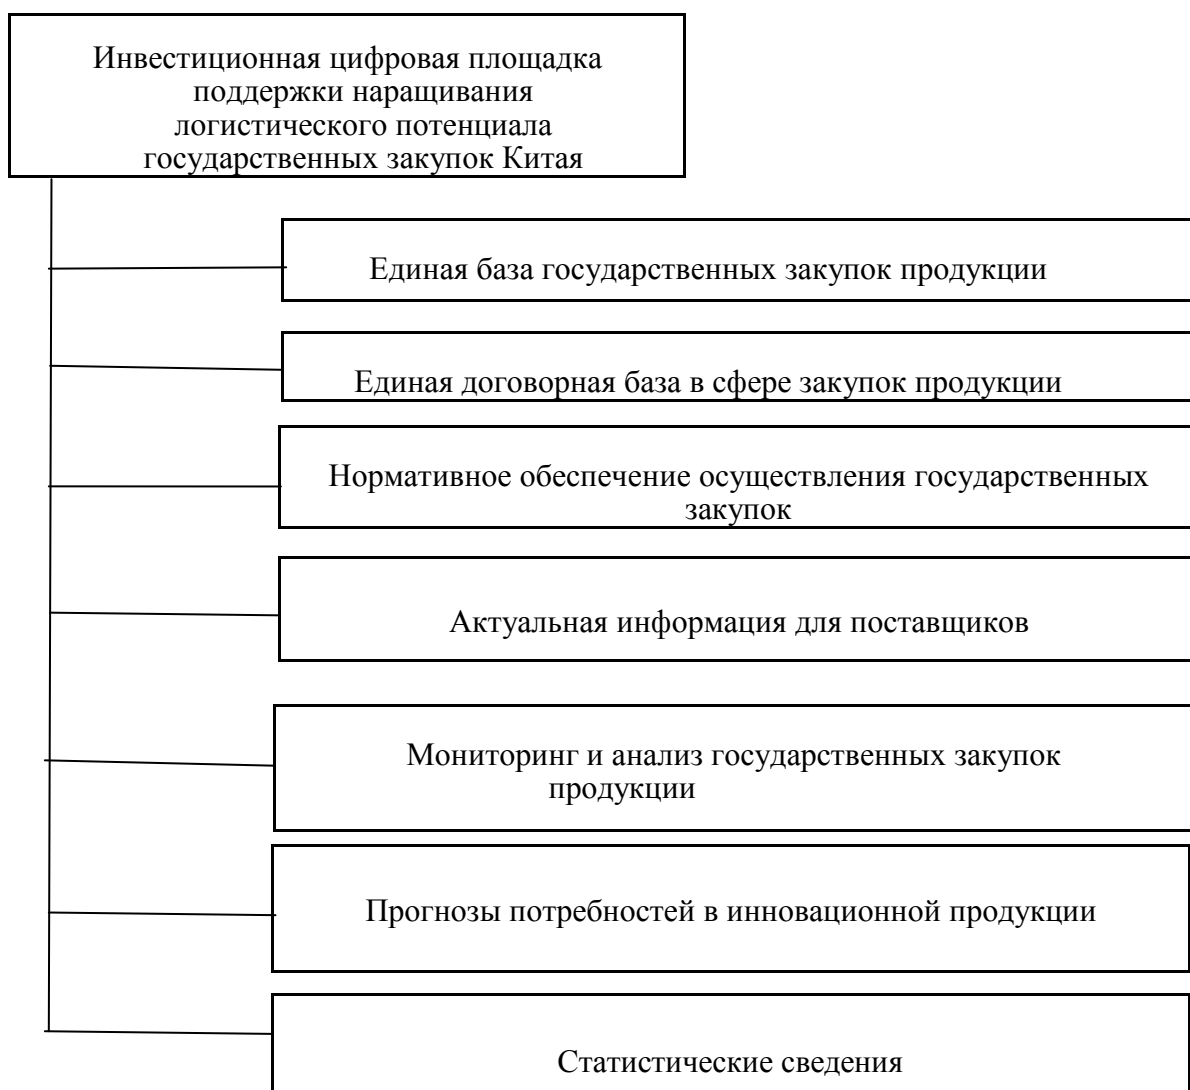 Инвестиционная цифровая площадка
поддержки наращивания
логистического потенциала
государственных закупок Китая
Единая база государственных закупок продукции
Единая договорная база в сфере закупок продукции
Нормативное обеспечение осуществления государственных
закупок
Актуальная информация для поставщиков
Мониторинг и анализ государственных закупок
продукции
Прогнозы потребностей в инновационной продукции
Статистические сведения